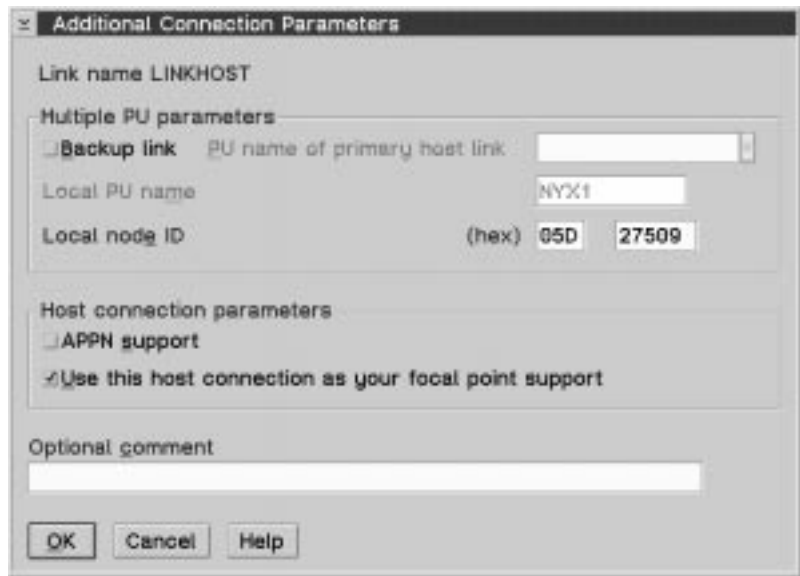 Additional Connection Parameters
Link name LINKHOST
Multiple PU parameters
Backup link PU name of primary host link
Local PU name NYX1
Local node ID (hex) 05D 27509
Host connection parameters
APPN support
Use this host connection as your focal point support
Optional comment
OK Cancel Help